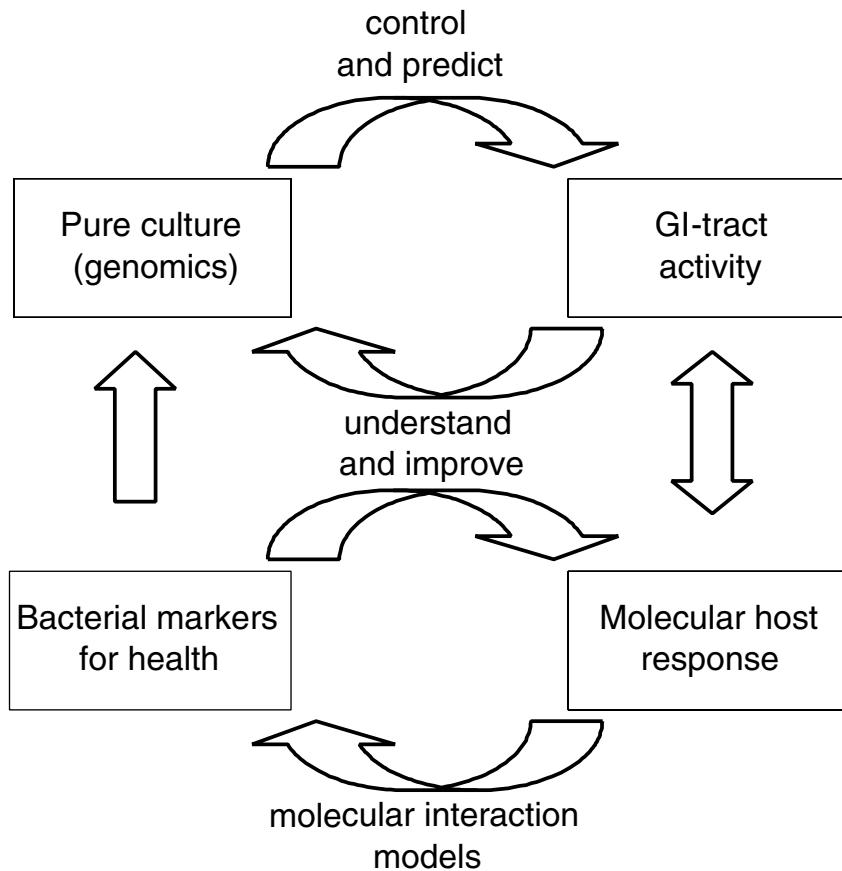 control
and predict
Pure culture
(genomics)
GI-tract
activity
understand
and improve
Bacterial markers
for health
Molecular host
response
molecular interaction
models